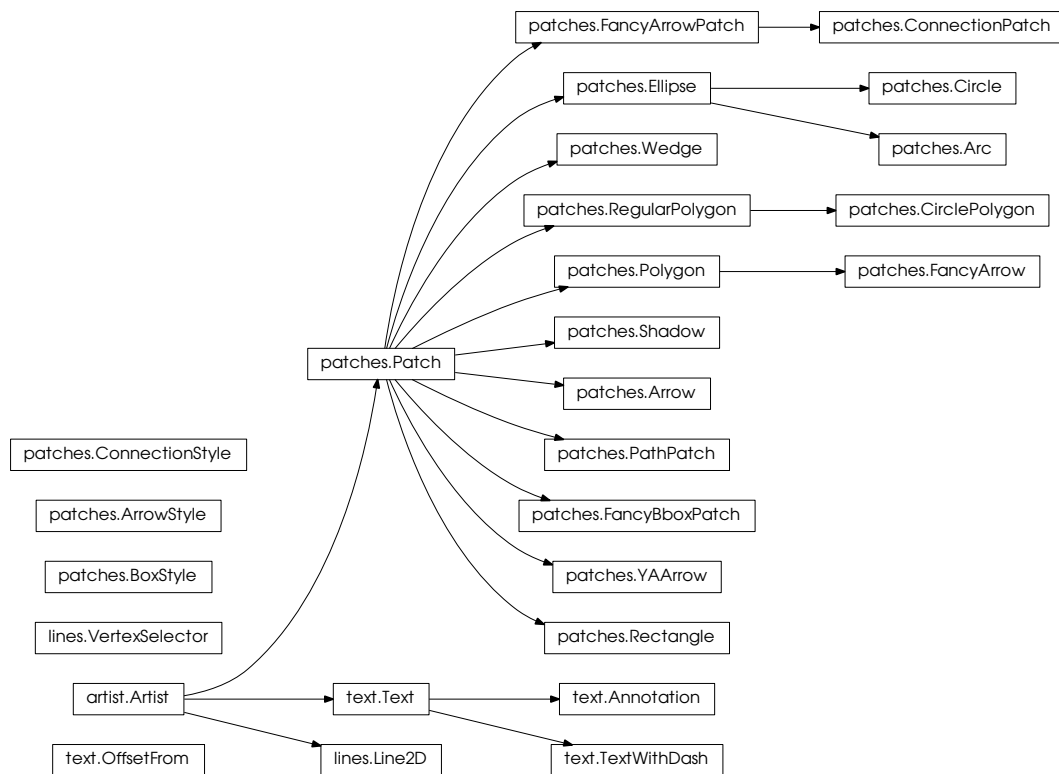 patches.FancyArrowPatch
patches.ConnectionPatch
patches.Ellipse
patches.Circle
patches.Wedge
patches.Arc
patches.RegularPolygon
patches.CirclePolygon
patches.Polygon
patches.FancyArrow
patches.Shadow
patches.Patch
patches.Arrow
patches.ConnectionStyle
patches.PathPatch
patches.ArrowStyle
patches.FancyBboxPatch
patches.BoxStyle
patches.YAArrow
lines.VertexSelector
patches.Rectangle
artist.Artist
text.Text
text.Annotation
text.OffsetFrom
lines.Line2D
text.TextWithDash